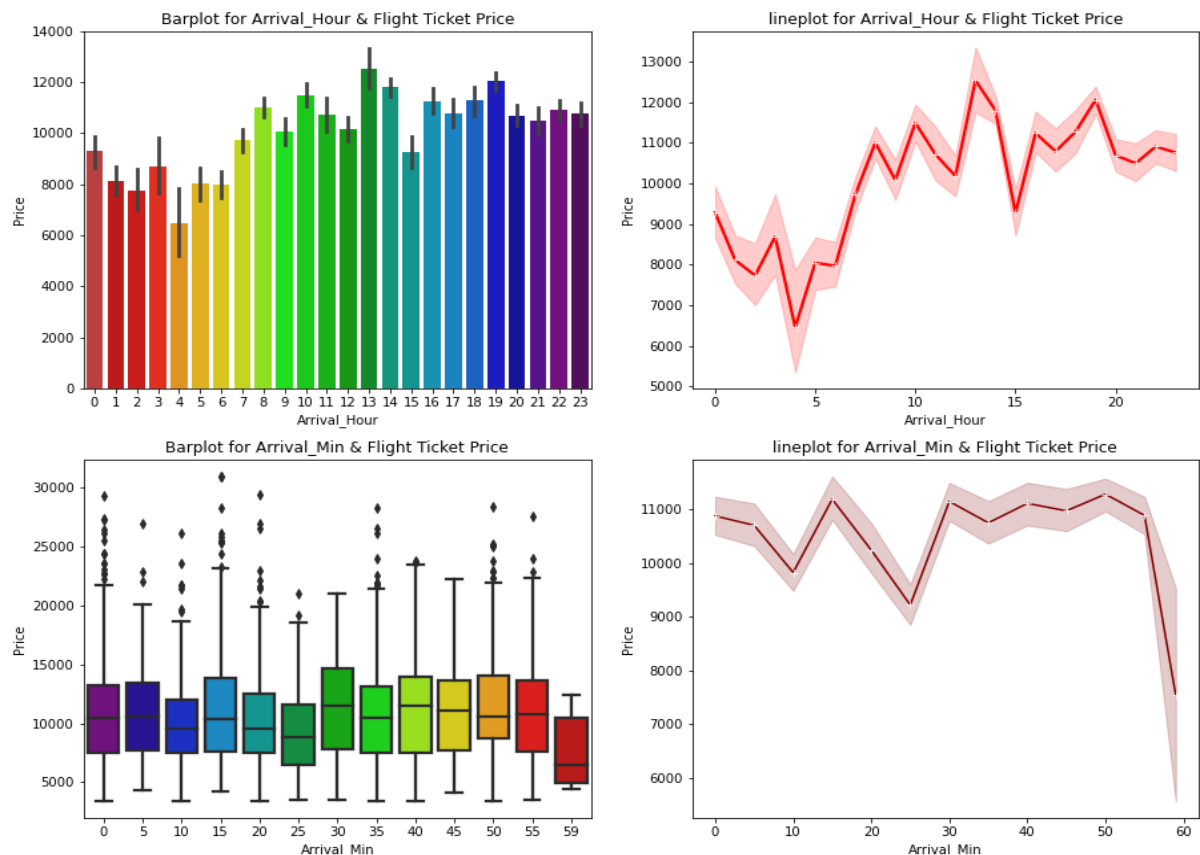 Barplot for Arrival_Hour & Flight Ticket Price
14000
12000
10000
8000
6000
4000
2000
0
Price
0 1 2 3 4 5 6 7 8 9 10 11 12 13 14 15 16 17 18 19 20 21 22 23
Arrival_Hour
lineplot for Arrival_Hour & Flight Ticket Price
13000
12000
11000
10000
9000
8000
7000
6000
5000
Price
0 5 10 15 20
Arrival_Hour
Barplot for Arrival_Min & Flight Ticket Price
30000
25000
20000
15000
10000
5000
Price
0 5 10 15 20 25 30 35 40 45 50 55 59
Arrival_Min
lineplot for Arrival_Min & Flight Ticket Price
11000
10000
9000
8000
7000
6000
Price
0 10 20 30 40 50 60
Arrival_Min